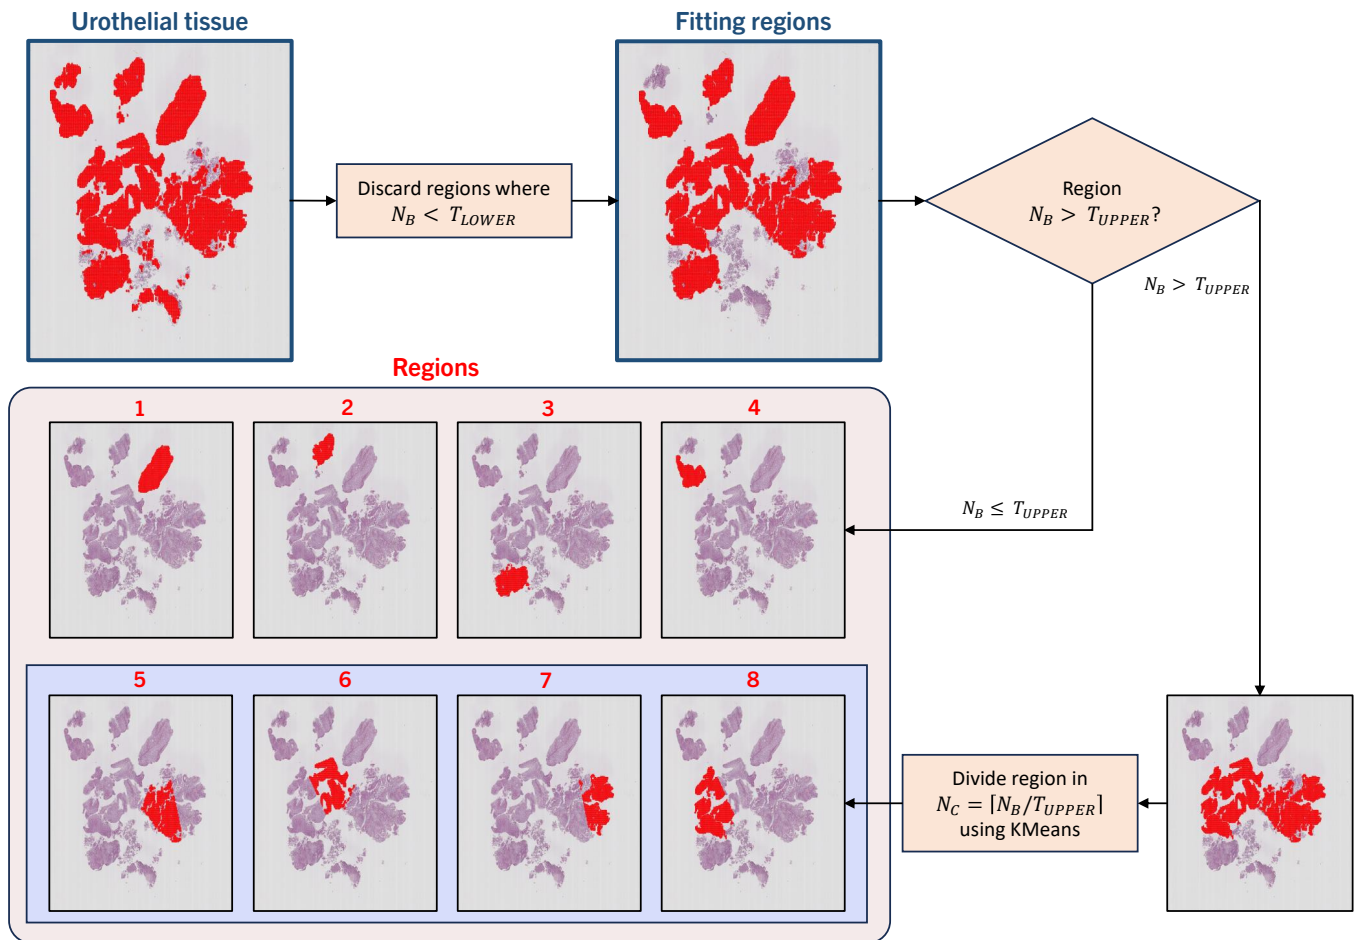 Urothelial tissue
Fitting regions
Discard regions where
N_B < T_LOWER
Region
N_B > T_UPPER?
N_B > T_UPPER
N_B ≤ T_UPPER
Regions
1
2
3
4
5
6
7
8
Divide region in
N_C = ⌈N_B/T_UPPER⌉
using KMeans